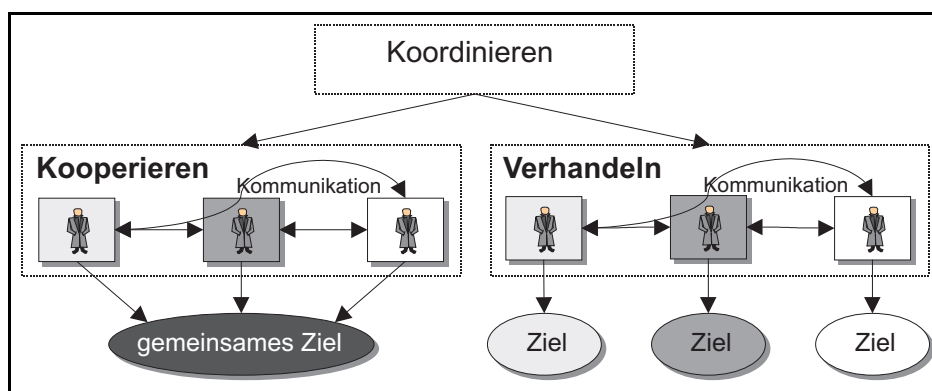 Koordinieren
Kooperieren
Kommunikation
gemeinsames Ziel
Verhandeln
Kommunikation
Ziel
Ziel
Ziel